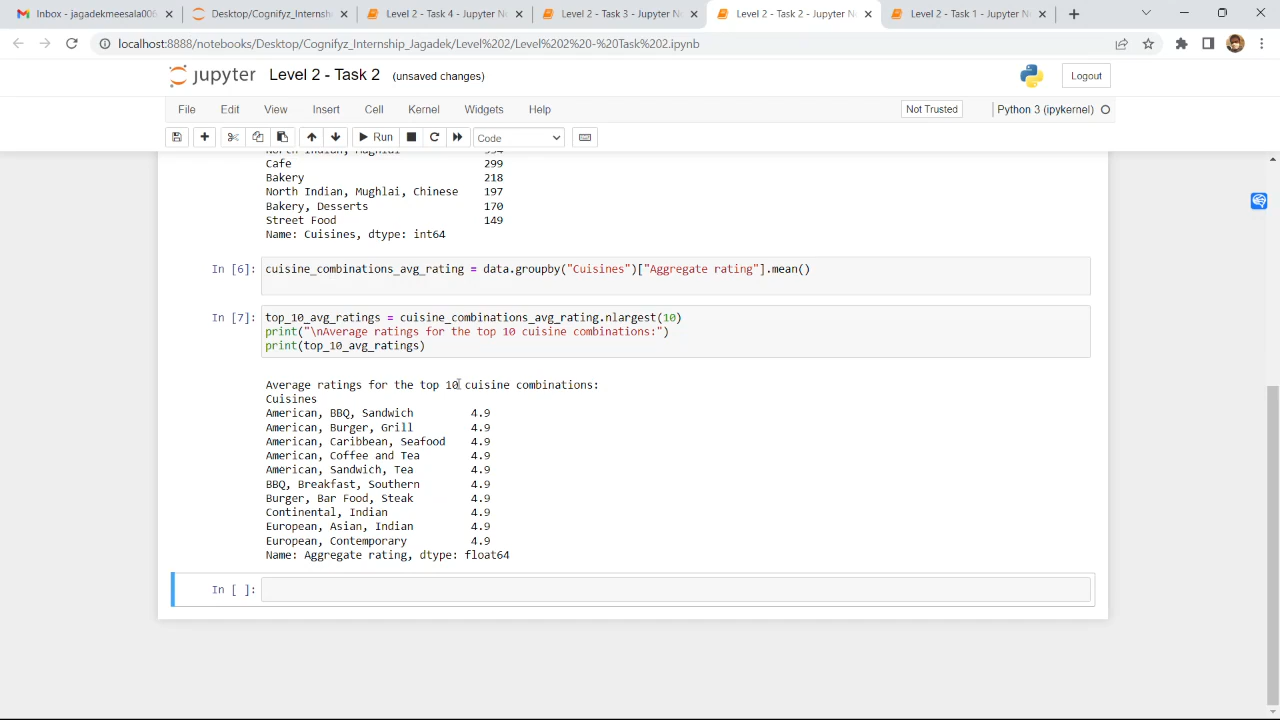 Inbox - jagadekmeesala006
Desktop/Cognifyz_Internsh
Level 2 - Task 4 - Jupyter N
Level 2 - Task 3 - Jupyter N
Level 2 - Task 2 - Jupyter N
Level 2 - Task 1 - Jupyter N
localhost:8888/notebooks/Desktop/Cognifyz_Internship_Jagadek/Level%202/Level%202%20-%20Task%202.ipynb
jupyter Level 2 - Task 2 (unsaved changes)
Logout
File Edit View Insert Cell Kernel Widgets Help
Not Trusted
Python 3 (ipykernel)
Run
Code
North Indian, Mughlai 334
Cafe 299
Bakery 218
North Indian, Mughlai, Chinese 197
Bakery, Desserts 170
Street Food 149
Name: Cuisines, dtype: int64
In [6]: cuisine_combinations_avg_rating = data.groupby("Cuisines")["Aggregate rating"].mean()
In [7]: top_10_avg_ratings = cuisine_combinations_avg_rating.nlargest(10)
print("\nAverage ratings for the top 10 cuisine combinations:")
print(top_10_avg_ratings)
Average ratings for the top 10 cuisine combinations:
Cuisines
American, BBQ, Sandwich 4.9
American, Burger, Grill 4.9
American, Caribbean, Seafood 4.9
American, Coffee and Tea 4.9
American, Sandwich, Tea 4.9
BBQ, Breakfast, Southern 4.9
Burger, Bar Food, Steak 4.9
Continental, Indian 4.9
European, Asian, Indian 4.9
European, Contemporary 4.9
Name: Aggregate rating, dtype: float64
In [ ]: